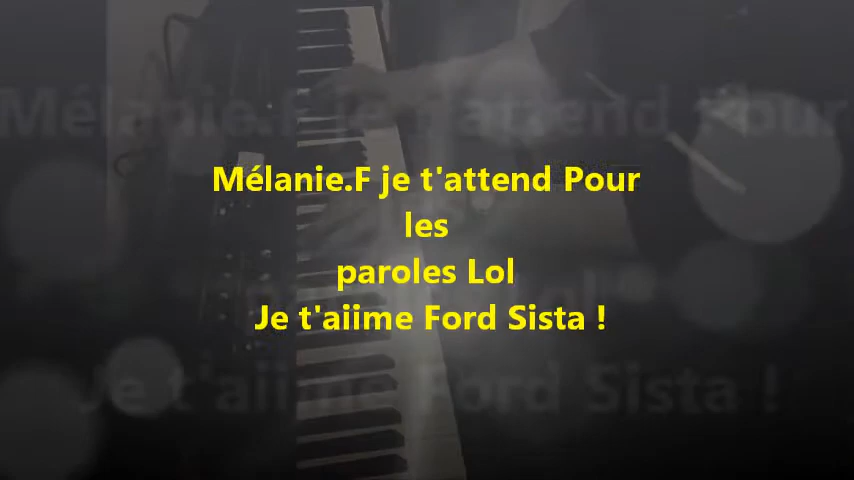 Mélanie.F je t'attend Pour
les
paroles Lol
Je t'aiime Ford Sista !